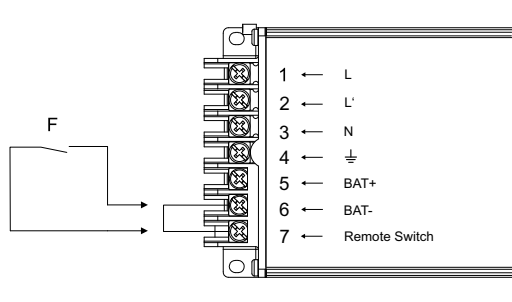 F
1 ← L
2 ← L'
3 ← N
4 ← ⏚
5 ← BAT+
6 ← BAT-
7 ← Remote Switch